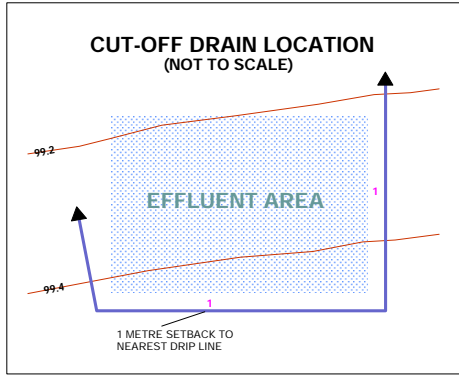 CUT-OFF DRAIN LOCATION
(NOT TO SCALE)
99.2
EFFLUENT AREA
1
99.4
1
1 METRE SETBACK TO
NEAREST DRIP LINE